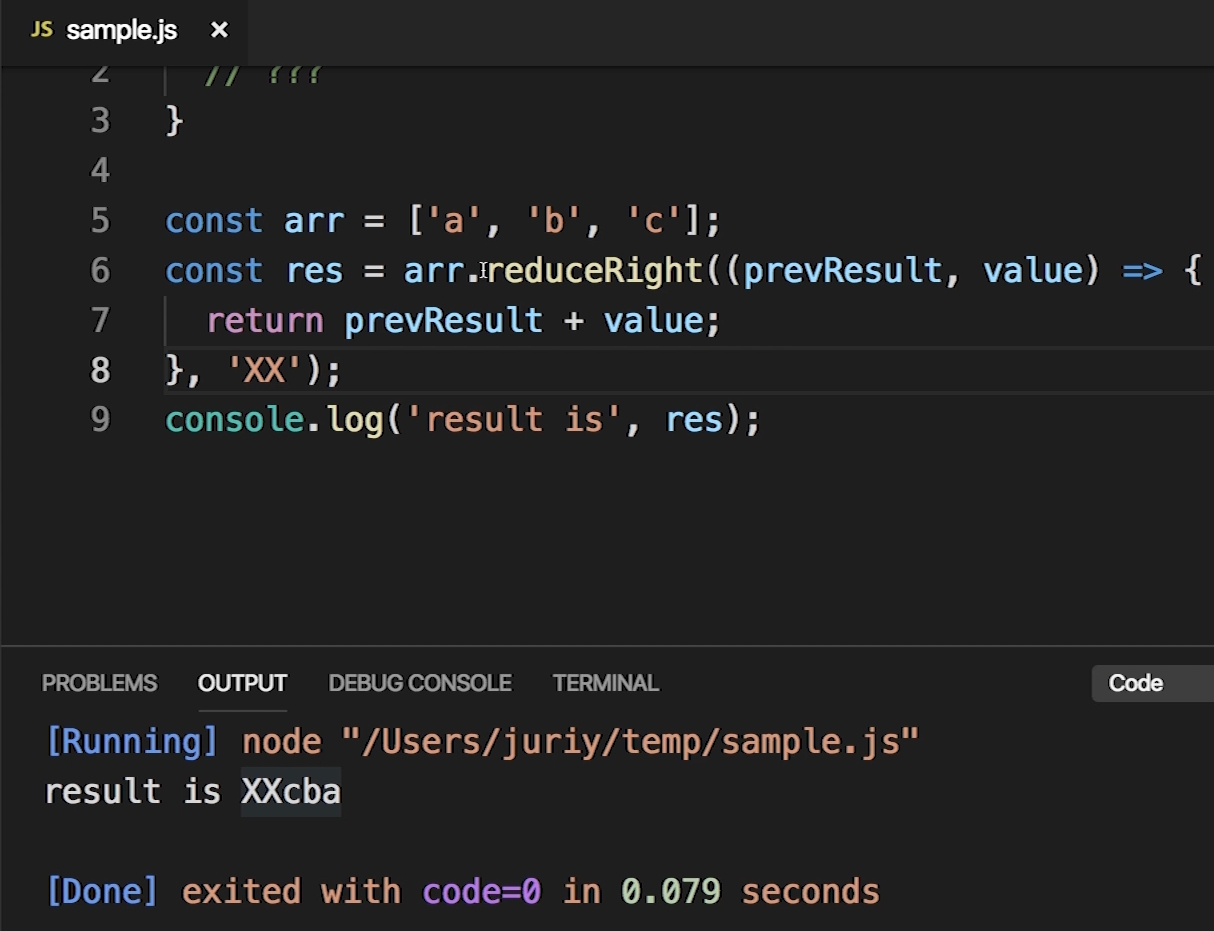 JS sample.js ×
2 // ???
3 }
4
5 const arr = ['a', 'b', 'c'];
6 const res = arr.reduceRight((prevResult, value) => {
7 return prevResult + value;
8 }, 'XX');
9 console.log('result is', res);
PROBLEMS OUTPUT DEBUG CONSOLE TERMINAL Code
[Running] node "/Users/juriy/temp/sample.js"
result is XXcba
[Done] exited with code=0 in 0.079 seconds